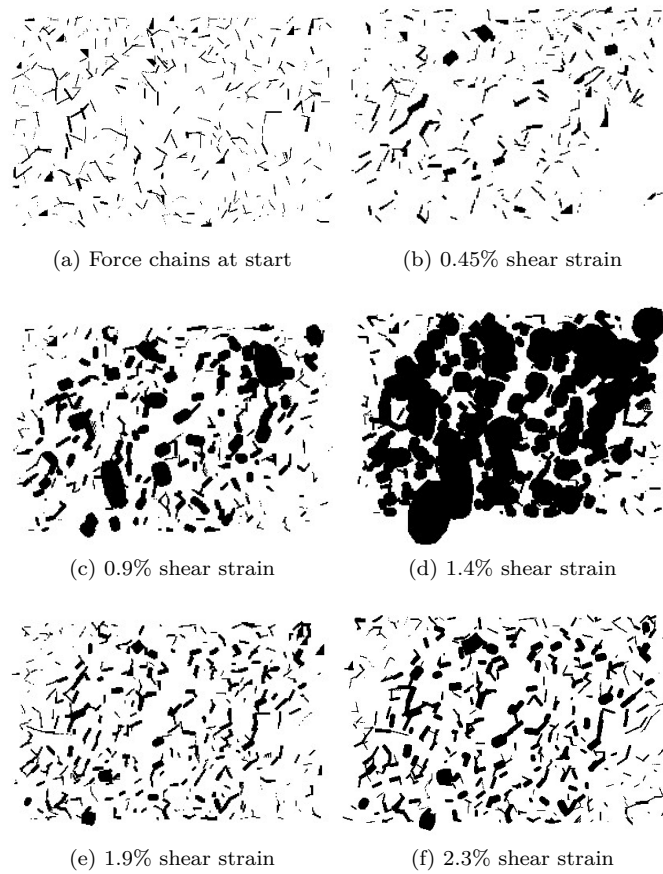 (a) Force chains at start
(b) 0.45% shear strain
(c) 0.9% shear strain
(d) 1.4% shear strain
(e) 1.9% shear strain
(f) 2.3% shear strain